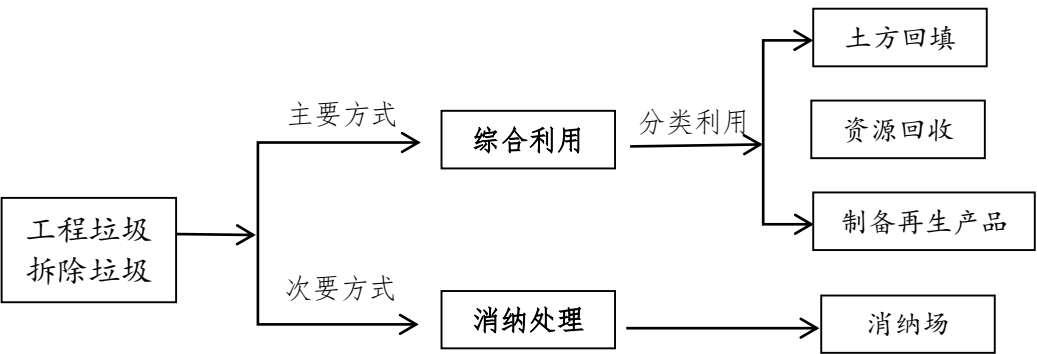 土方回填
主要方式
综合利用
分类利用
资源回收
工程垃圾
拆除垃圾
制备再生产品
次要方式
消纳处理
消纳场